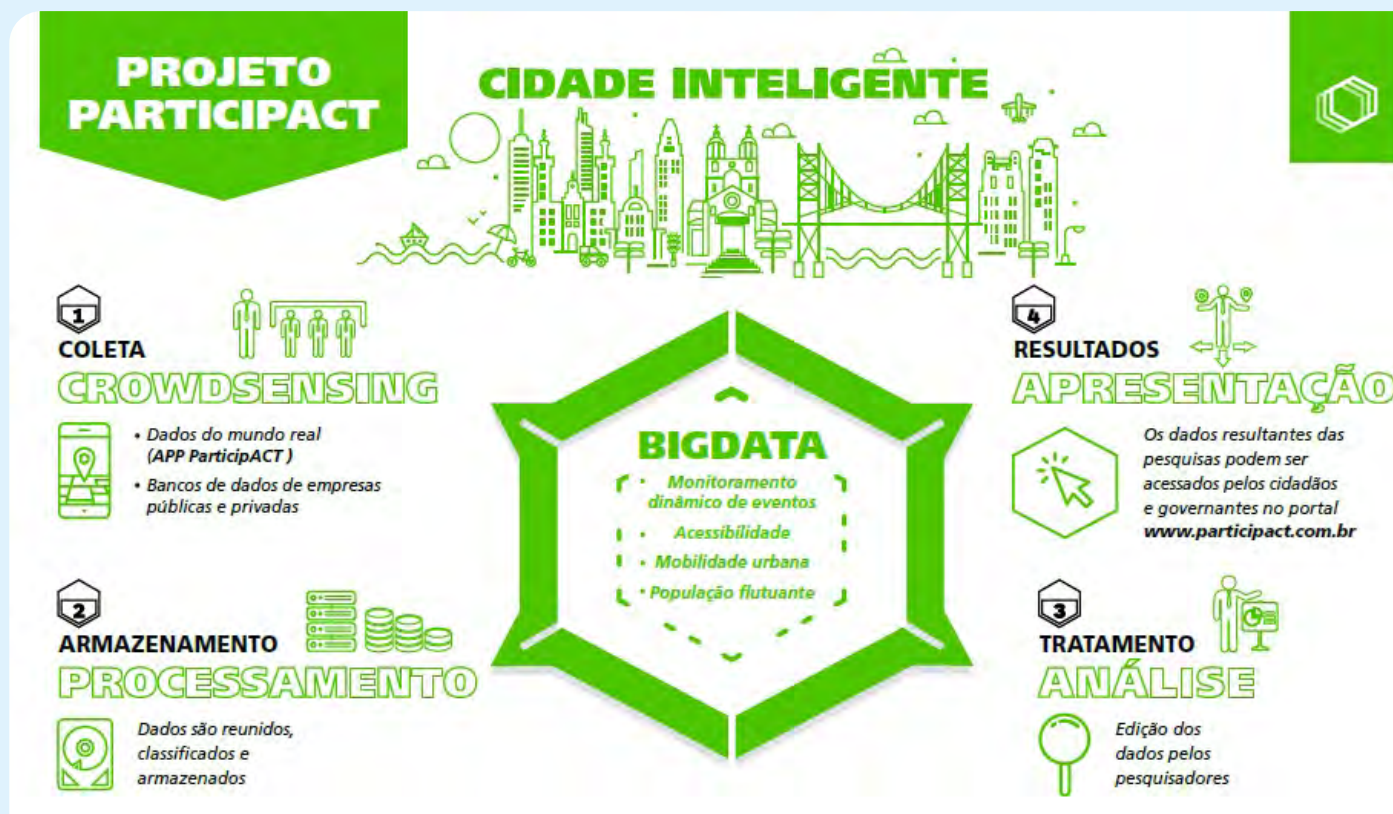 PROJETO
PARTICIPACT
CIDADE INTELIGENTE
1
COLETA
CROWDSENSING
• Dados do mundo real
(APP ParticipACT )
• Bancos de dados de empresas
públicas e privadas
2
ARMAZENAMENTO
PROCESSAMENTO
Dados são reunidos,
classificados e
armazenados
BIGDATA
• Monitoramento
dinâmico de eventos
• Acessibilidade
• Mobilidade urbana
• População flutuante
4
RESULTADOS
APRESENTAÇÃO
Os dados resultantes das
pesquisas podem ser
acessados pelos cidadãos
e governantes no portal
www.participact.com.br
3
TRATAMENTO
ANÁLISE
Edição dos
dados pelos
pesquisadores